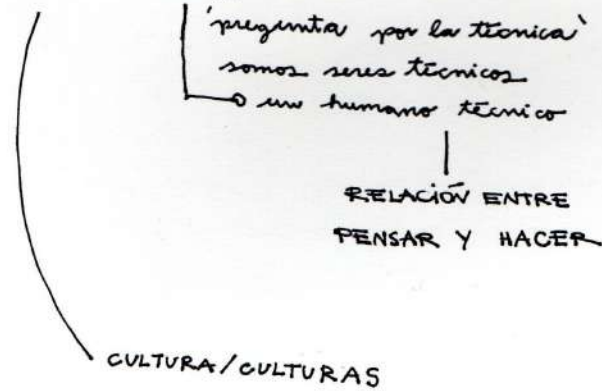 'pregunta por la técnica'
somos seres técnicos
un humano técnico
RELACIÓN ENTRE
PENSAR Y HACER
CULTURA/CULTURAS